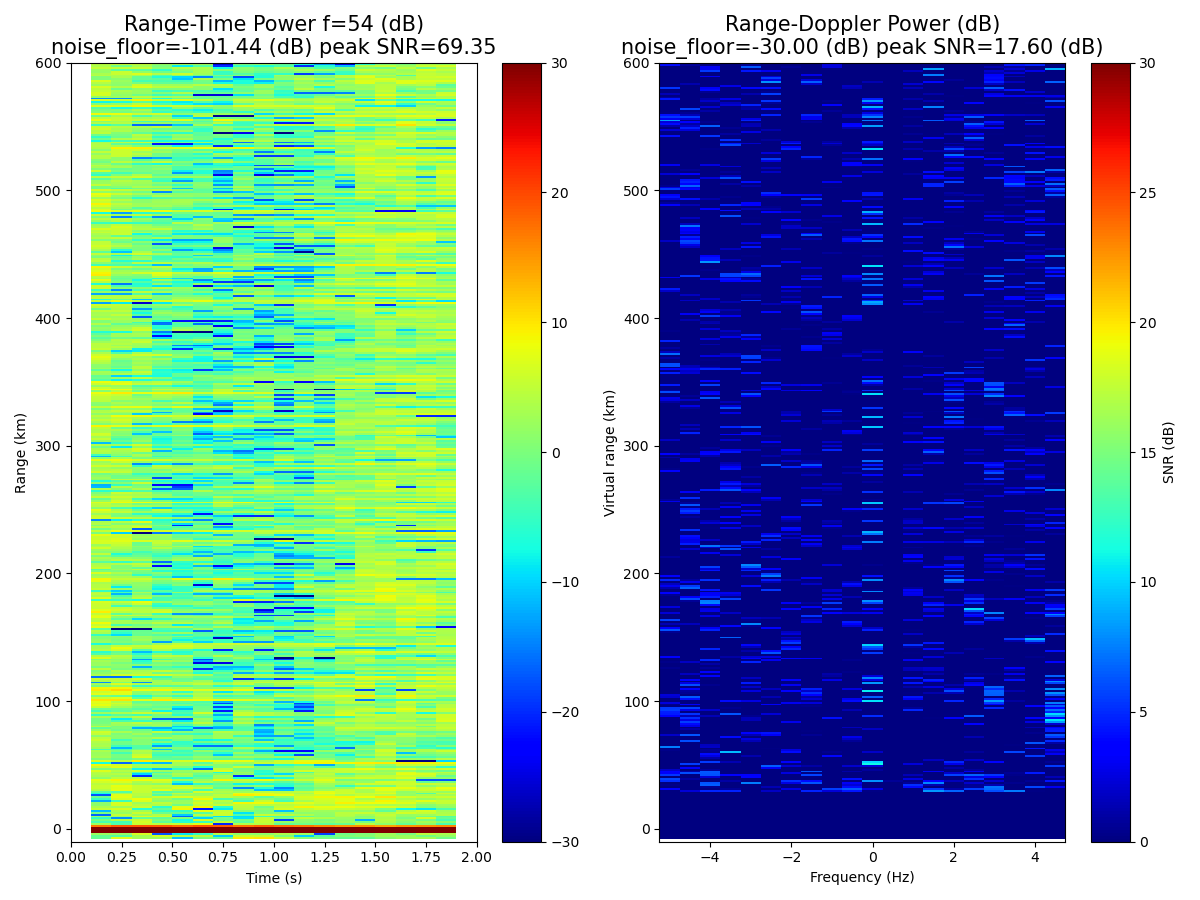 Range-Time Power f=54 (dB)
noise_floor=-101.44 (dB) peak SNR=69.35
Range (km)
600
500
400
300
200
100
0
0.00 0.25 0.50 0.75 1.00 1.25 1.50 1.75 2.00
Time (s)
30
20
10
0
−10
−20
−30
Range-Doppler Power (dB)
noise_floor=-30.00 (dB) peak SNR=17.60 (dB)
Virtual range (km)
600
500
400
300
200
100
0
−4 −2 0 2 4
Frequency (Hz)
30
25
20
15
10
5
0
SNR (dB)